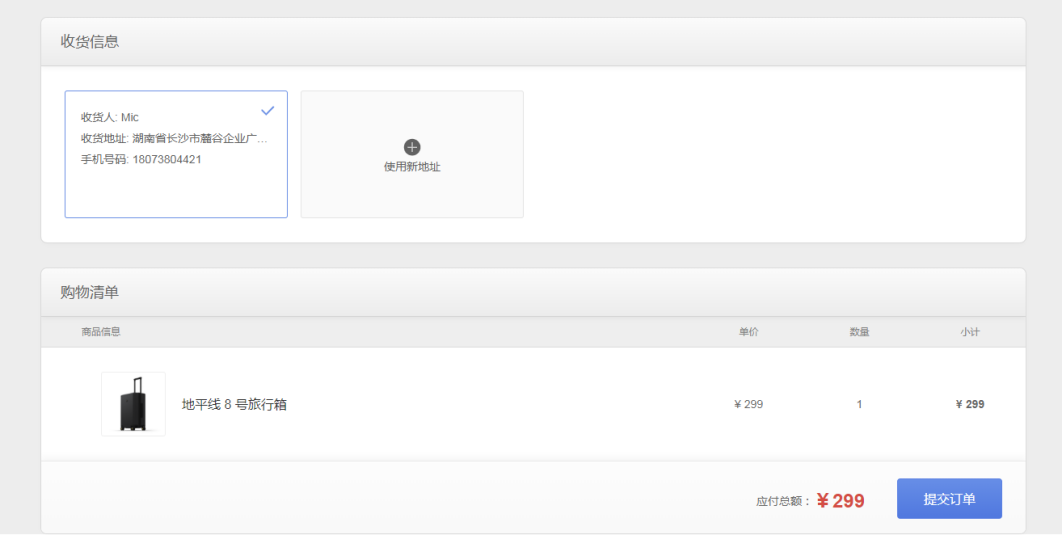 收货信息
收货人: Mic
收货地址: 湖南省长沙市麓谷企业广...
手机号码: 18073804421
使用新地址
购物清单
商品信息 单价 数量 小计
地平线 8 号旅行箱 ¥ 299 1 ¥ 299
应付总额： ¥ 299 提交订单